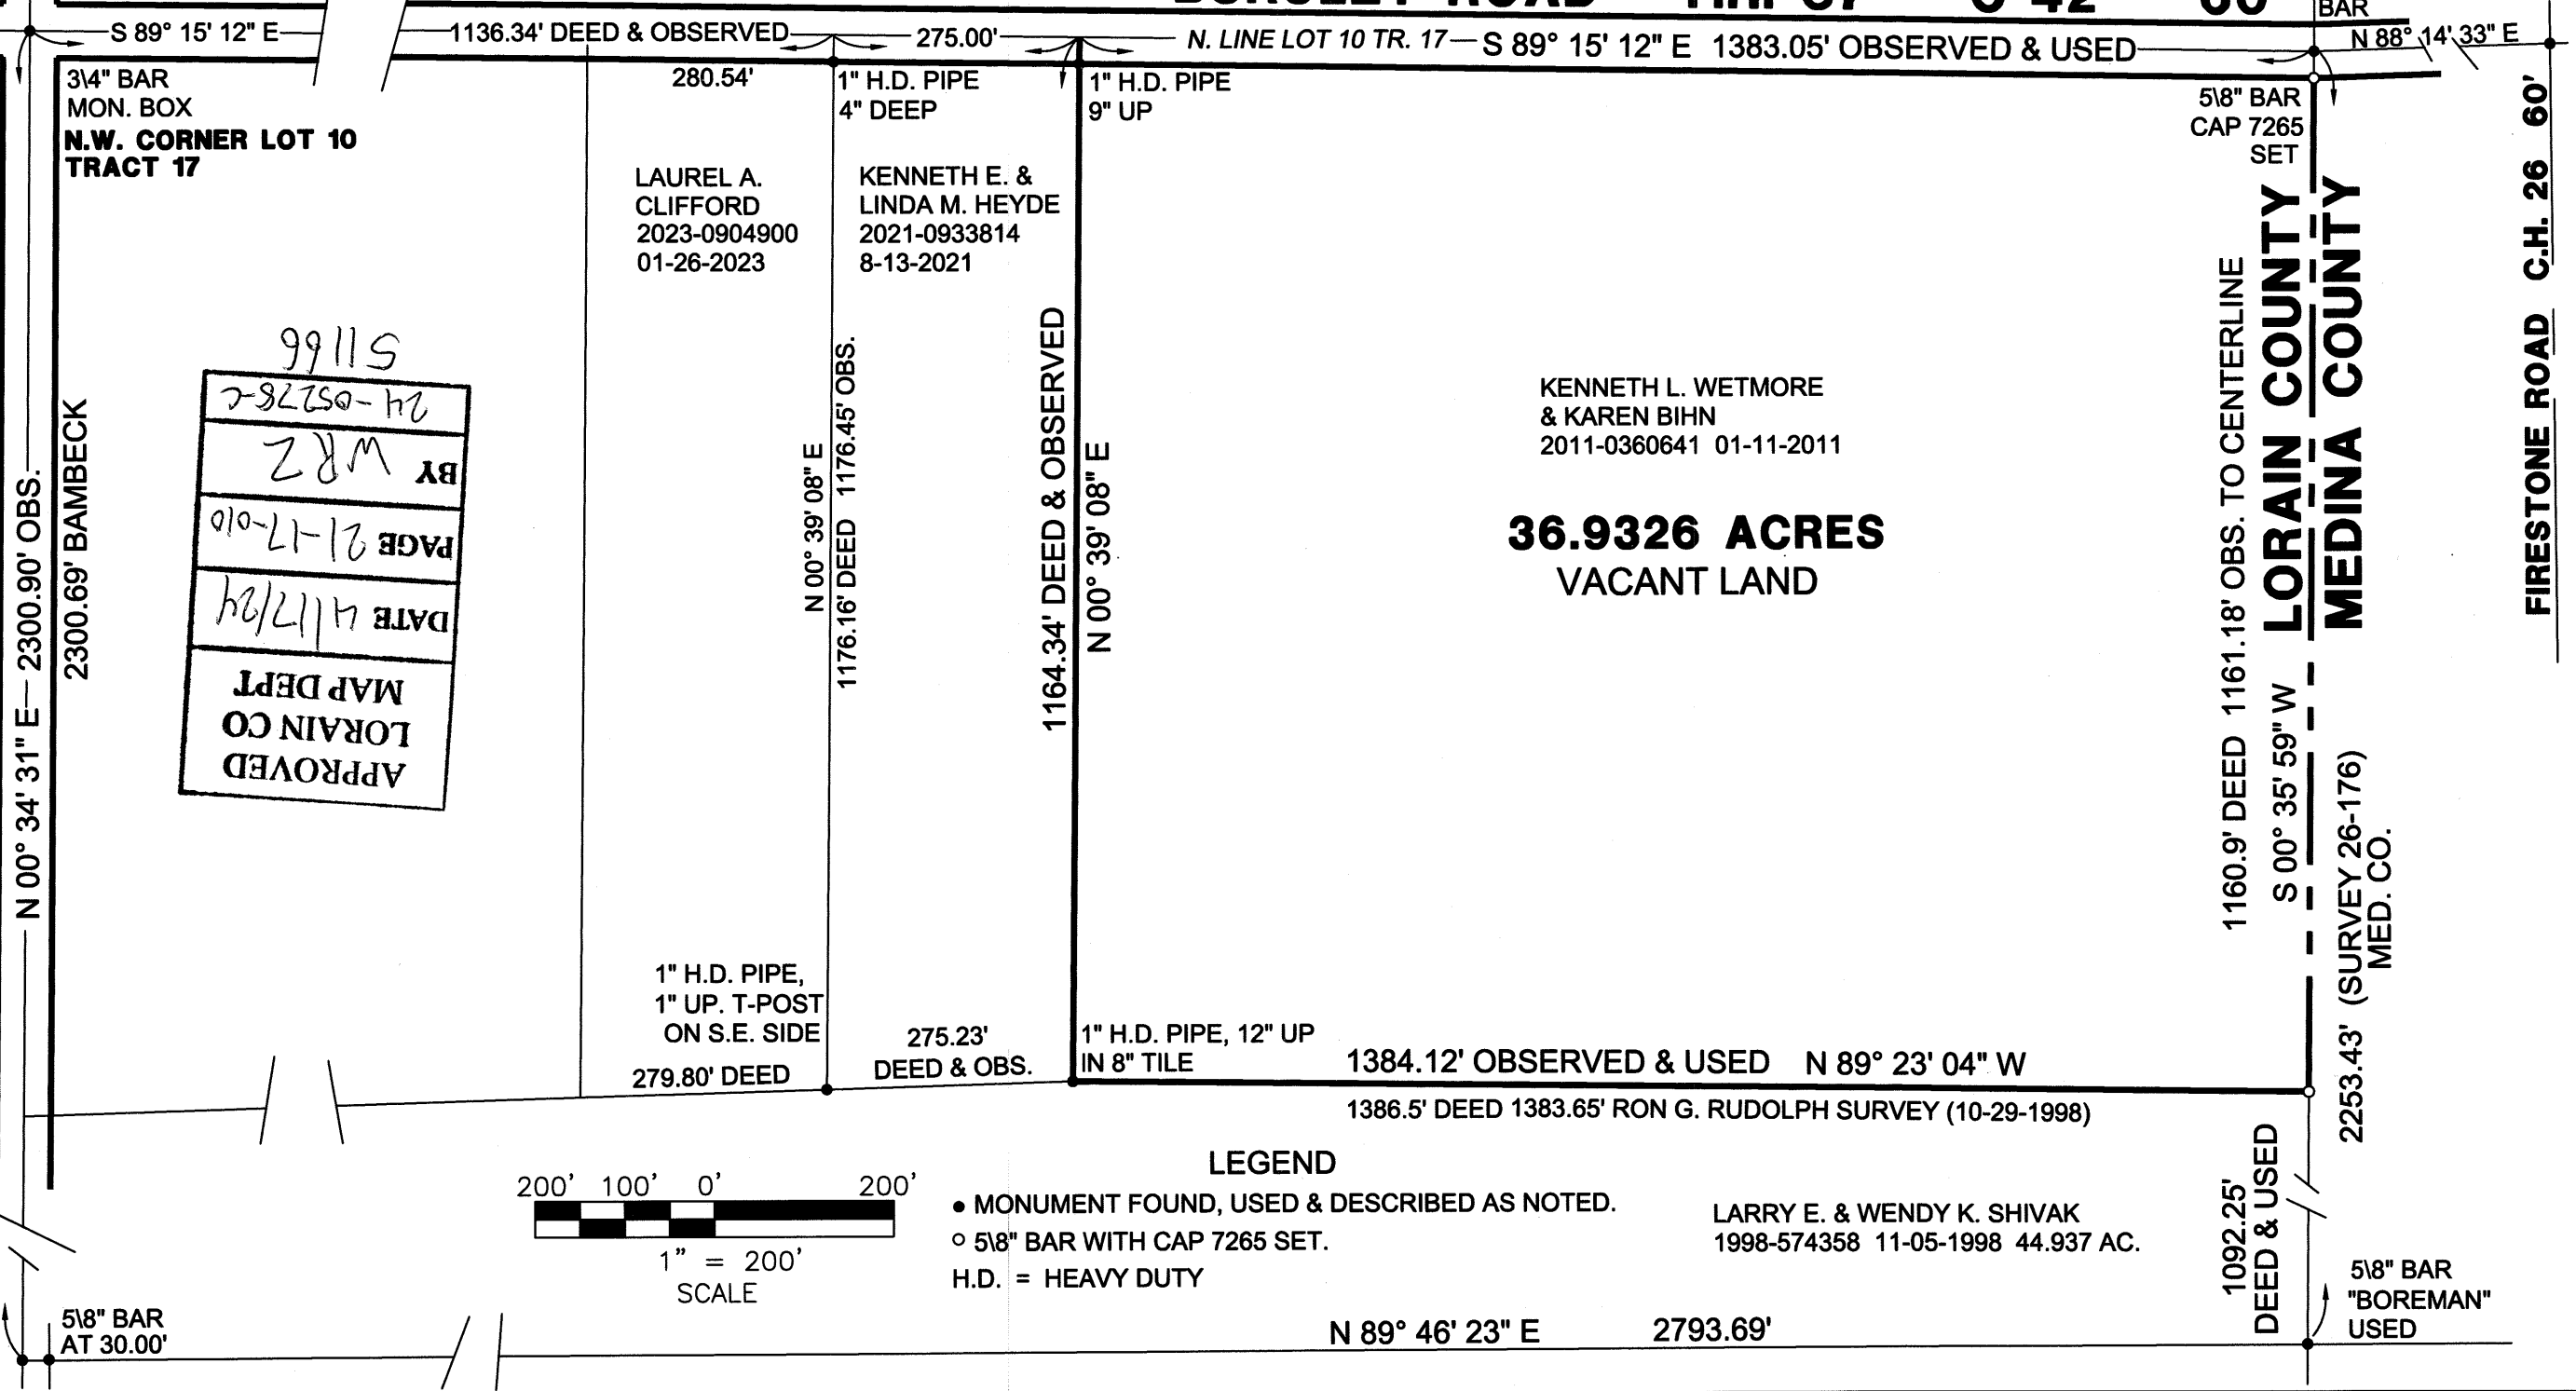 BAR
S 89° 15' 12" E
1136.34' DEED & OBSERVED
275.00'
N. LINE LOT 10 TR. 17
S 89° 15' 12" E 1383.05' OBSERVED & USED
N 88° 14' 33" E
3\4" BAR
MON. BOX
N.W. CORNER LOT 10
TRACT 17
280.54'
1" H.D. PIPE
4" DEEP
1" H.D. PIPE
9" UP
5\8" BAR
CAP 7265
SET
FIRESTONE ROAD C.H. 26 60'
LAUREL A.
CLIFFORD
2023-0904900
01-26-2023
KENNETH E. &
LINDA M. HEYDE
2021-0933814
8-13-2021
N 00° 34' 31" E
2300.90' OBS.
2300.69' BAMBECK
51166
24-05278-C
BY WRZ
PAGE 21-17-010
DATE 4/17/24
APPROVED
LORAIN CO
MAP DEPT
N 00° 39' 08" E
1176.16' DEED 1176.45' OBS.
1164.34' DEED & OBSERVED
N 00° 39' 08" E
KENNETH L. WETMORE
& KAREN BIHN
2011-0360641 01-11-2011
36.9326 ACRES
VACANT LAND
1160.9' DEED 1161.18' OBS. TO CENTERLINE
S 00° 35' 59" W
LORAIN COUNTY
MEDINA COUNTY
2253.43' (SURVEY 26-176)
MED. CO.
1" H.D. PIPE,
1" UP. T-POST
ON S.E. SIDE
279.80' DEED
275.23'
DEED & OBS.
1" H.D. PIPE, 12" UP
IN 8" TILE
1384.12' OBSERVED & USED N 89° 23' 04" W
1386.5' DEED 1383.65' RON G. RUDOLPH SURVEY (10-29-1998)
LEGEND
● MONUMENT FOUND, USED & DESCRIBED AS NOTED.
○ 5\8" BAR WITH CAP 7265 SET.
H.D. = HEAVY DUTY
200' 100' 0' 200'
1" = 200'
SCALE
LARRY E. & WENDY K. SHIVAK
1998-574358 11-05-1998 44.937 AC.
1092.25'
DEED & USED
5\8" BAR
"BOREMAN"
USED
5\8" BAR
AT 30.00'
N 89° 46' 23" E 2793.69'